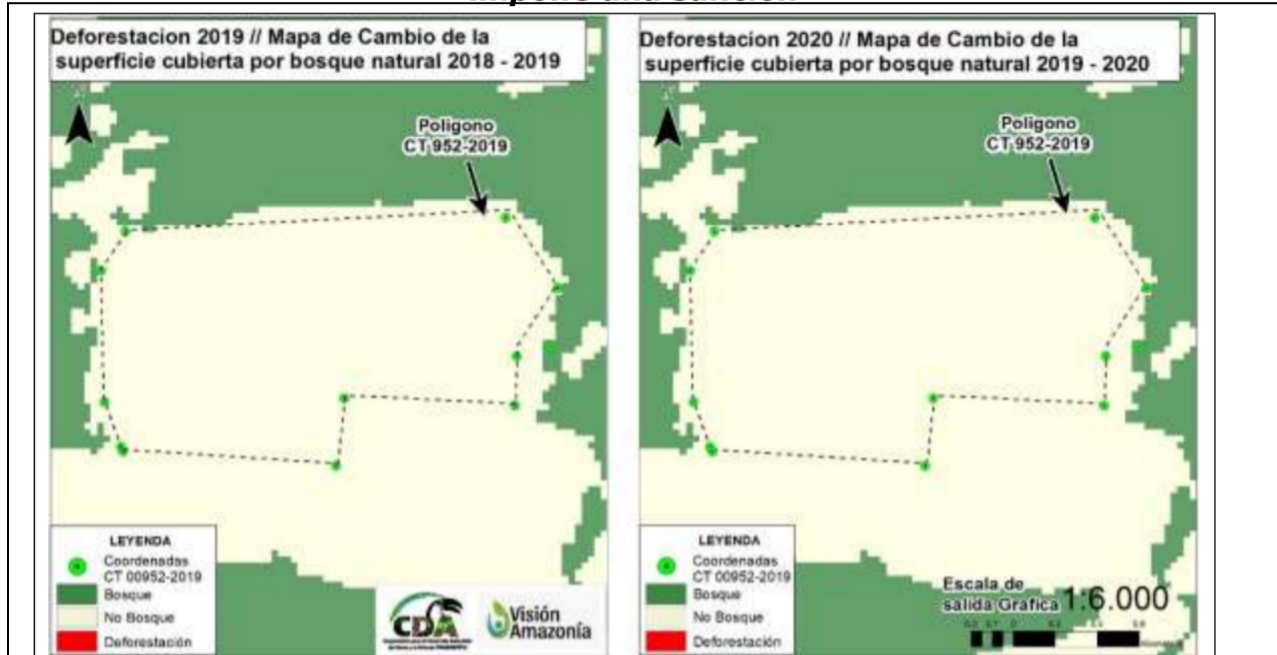 impone una sanción
Deforestacion 2019 // Mapa de Cambio de la
superficie cubierta por bosque natural 2018 - 2019
Poligono
CT 952-2019
LEYENDA
Coordenadas
CT 00952-2019
Bosque
No Bosque
Deforestación
CDA
Visión
Amazonía
Deforestacion 2020 // Mapa de Cambio de la
superficie cubierta por bosque natural 2019 - 2020
Poligono
CT 952-2019
LEYENDA
Coordenadas
CT 00952-2019
Bosque
No Bosque
Deforestación
Escala de
salida Grafica 1:6.000